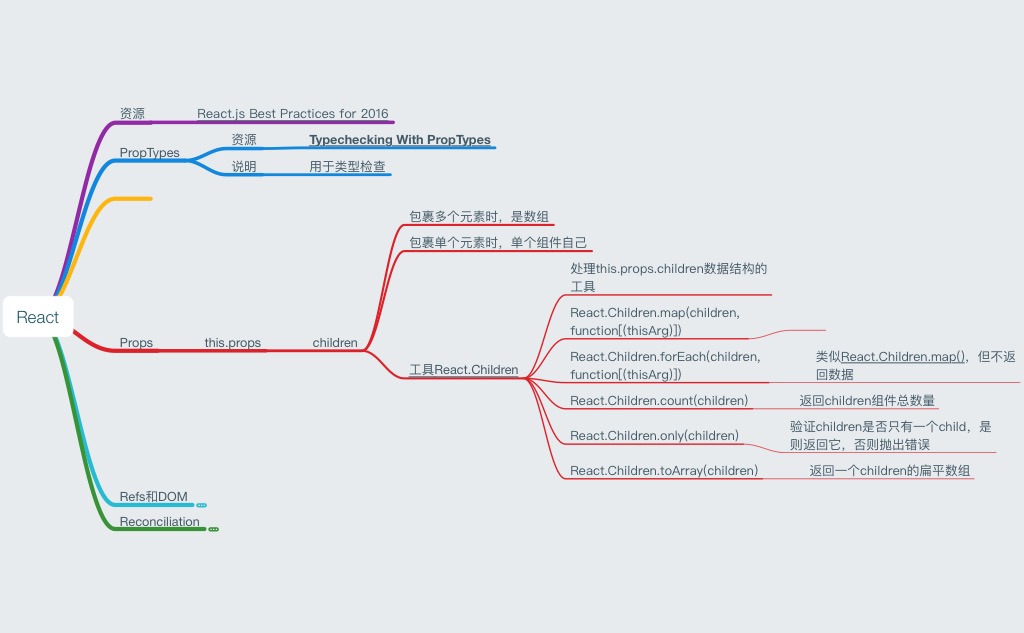 资源
React.js Best Practices for 2016
资源
Typechecking With PropTypes
PropTypes
说明
用于类型检查
包裹多个元素时，是数组
包裹单个元素时，单个组件自己
处理this.props.children数据结构的
工具
React
React.Children.map(children,
function[(thisArg)])
Props
this.props
children
React.Children.forEach(children,
function[(thisArg)])
类似React.Children.map()，但不返
回数据
工具React.Children
React.Children.count(children)
返回children组件总数量
React.Children.only(children)
验证children是否只有一个child，是
则返回它，否则抛出错误
React.Children.toArray(children)
返回一个children的扁平数组
Refs和DOM
Reconciliation